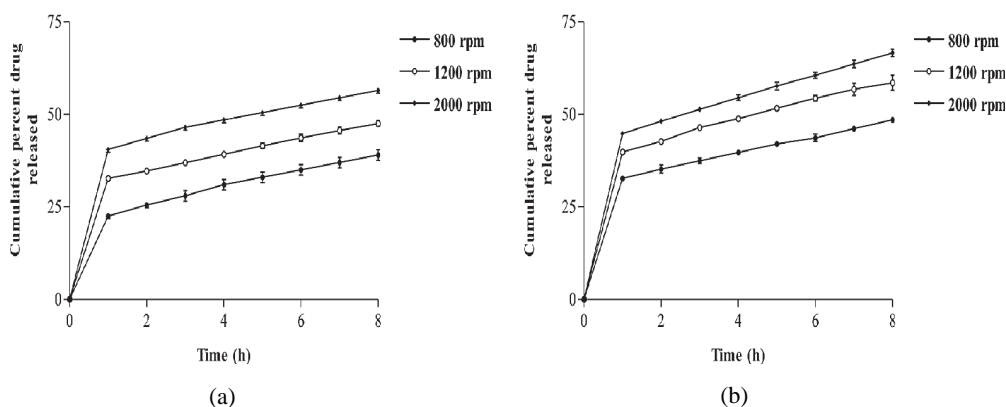 75
50
25
0
Cumulative percent drug
released
0 2 4 6 8
Time (h)
800 rpm
1200 rpm
2000 rpm
(a)
75
50
25
0
Cumulative percent drug
released
0 2 4 6 8
Time (h)
800 rpm
1200 rpm
2000 rpm
(b)